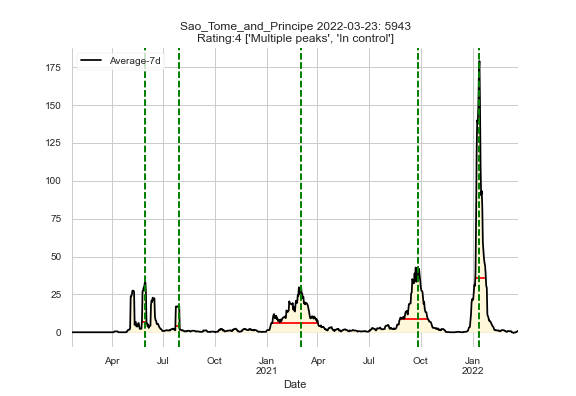 Sao_Tome_and_Principe 2022-03-23: 5943
Rating:4 ['Multiple peaks', 'In control']
Average-7d
175
150
125
100
75
50
25
0
Apr Jul Oct Jan Apr Jul Oct Jan
2021 2022
Date